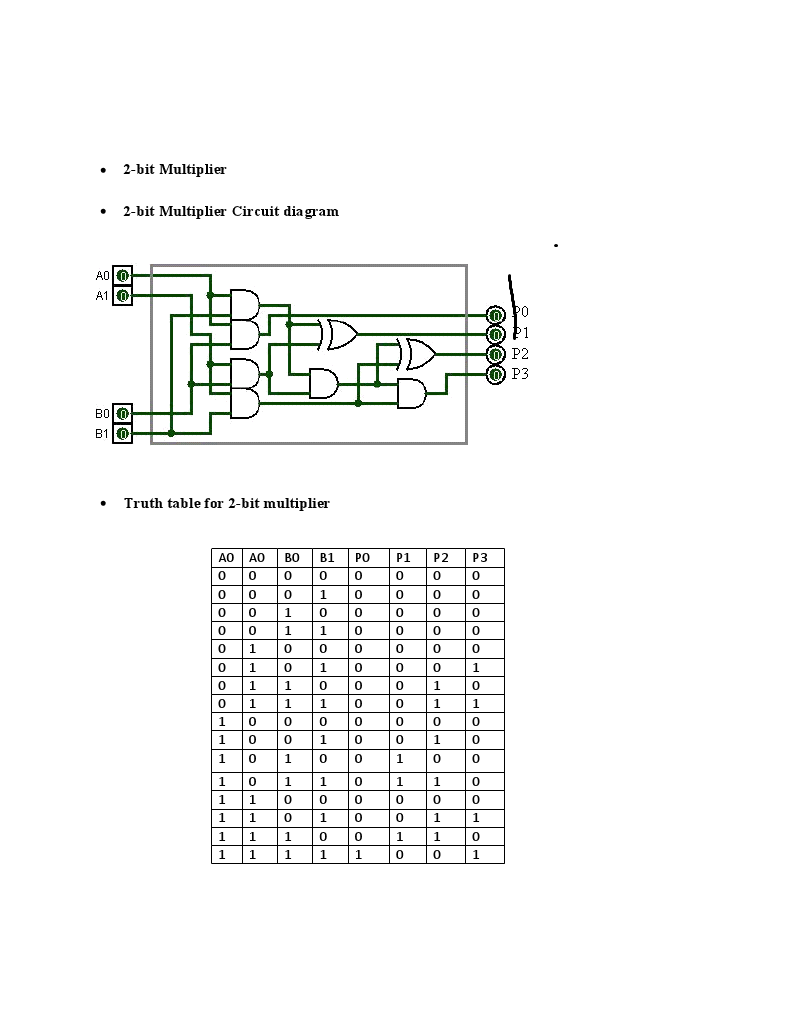 • 2-bit Multiplier
• 2-bit Multiplier Circuit diagram
A0
A1
P0
P1
P2
P3
B0
B1
• Truth table for 2-bit multiplier
A0 A0 B0 B1 P0 P1 P2 P3
0 0 0 0 0 0 0 0
0 0 0 1 0 0 0 0
0 0 1 0 0 0 0 0
0 0 1 1 0 0 0 0
0 1 0 0 0 0 0 0
0 1 0 1 0 0 0 1
0 1 1 0 0 0 1 0
0 1 1 1 0 0 1 1
1 0 0 0 0 0 0 0
1 0 0 1 0 0 1 0
1 0 1 0 0 1 0 0
1 0 1 1 0 1 1 0
1 1 0 0 0 0 0 0
1 1 0 1 0 0 1 1
1 1 1 0 0 1 1 0
1 1 1 1 1 0 0 1